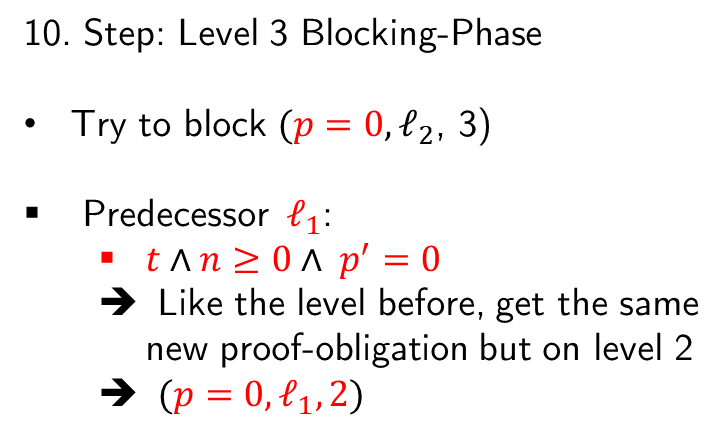 10. Step: Level 3 Blocking-Phase
• Try to block (p = 0, ℓ₂, 3)
▪ Predecessor ℓ₁:
▪ t ∧ n ≥ 0 ∧ p′ = 0
➔ Like the level before, get the same
new proof-obligation but on level 2
➔ (p = 0, ℓ₁, 2)